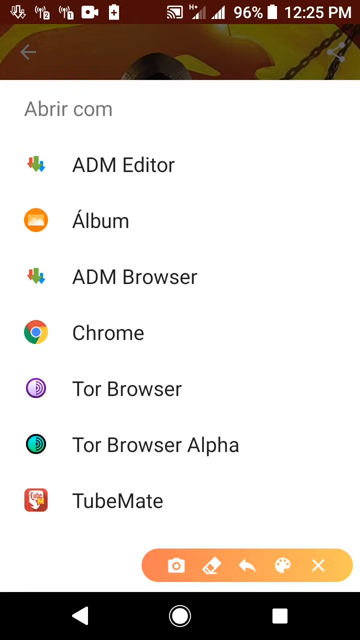 96% 12:25 PM
Abrir com
ADM Editor
Álbum
ADM Browser
Chrome
Tor Browser
Tor Browser Alpha
TubeMate